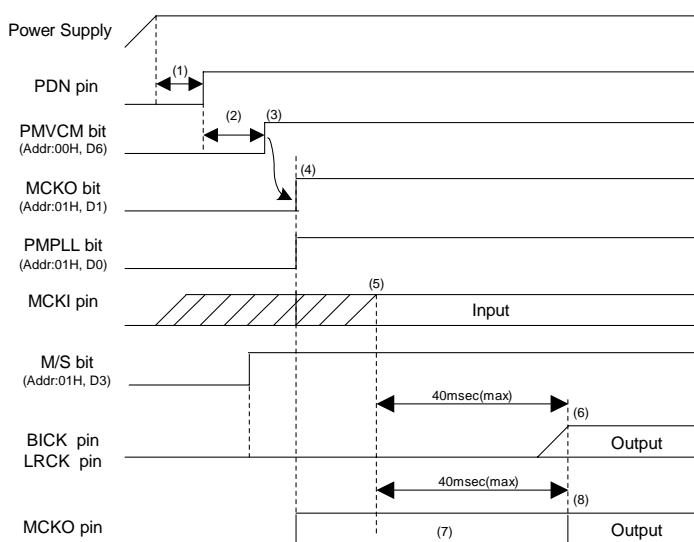 Power Supply
(1)
PDN pin
(2)
(3)
PMVCM bit
(Addr:00H, D6)
(4)
MCKO bit
(Addr:01H, D1)
PMPLL bit
(Addr:01H, D0)
(5)
MCKI pin
Input
M/S bit
(Addr:01H, D3)
40msec(max)
(6)
BICK pin
Output
LRCK pin
40msec(max)
(8)
MCKO pin
(7)
Output